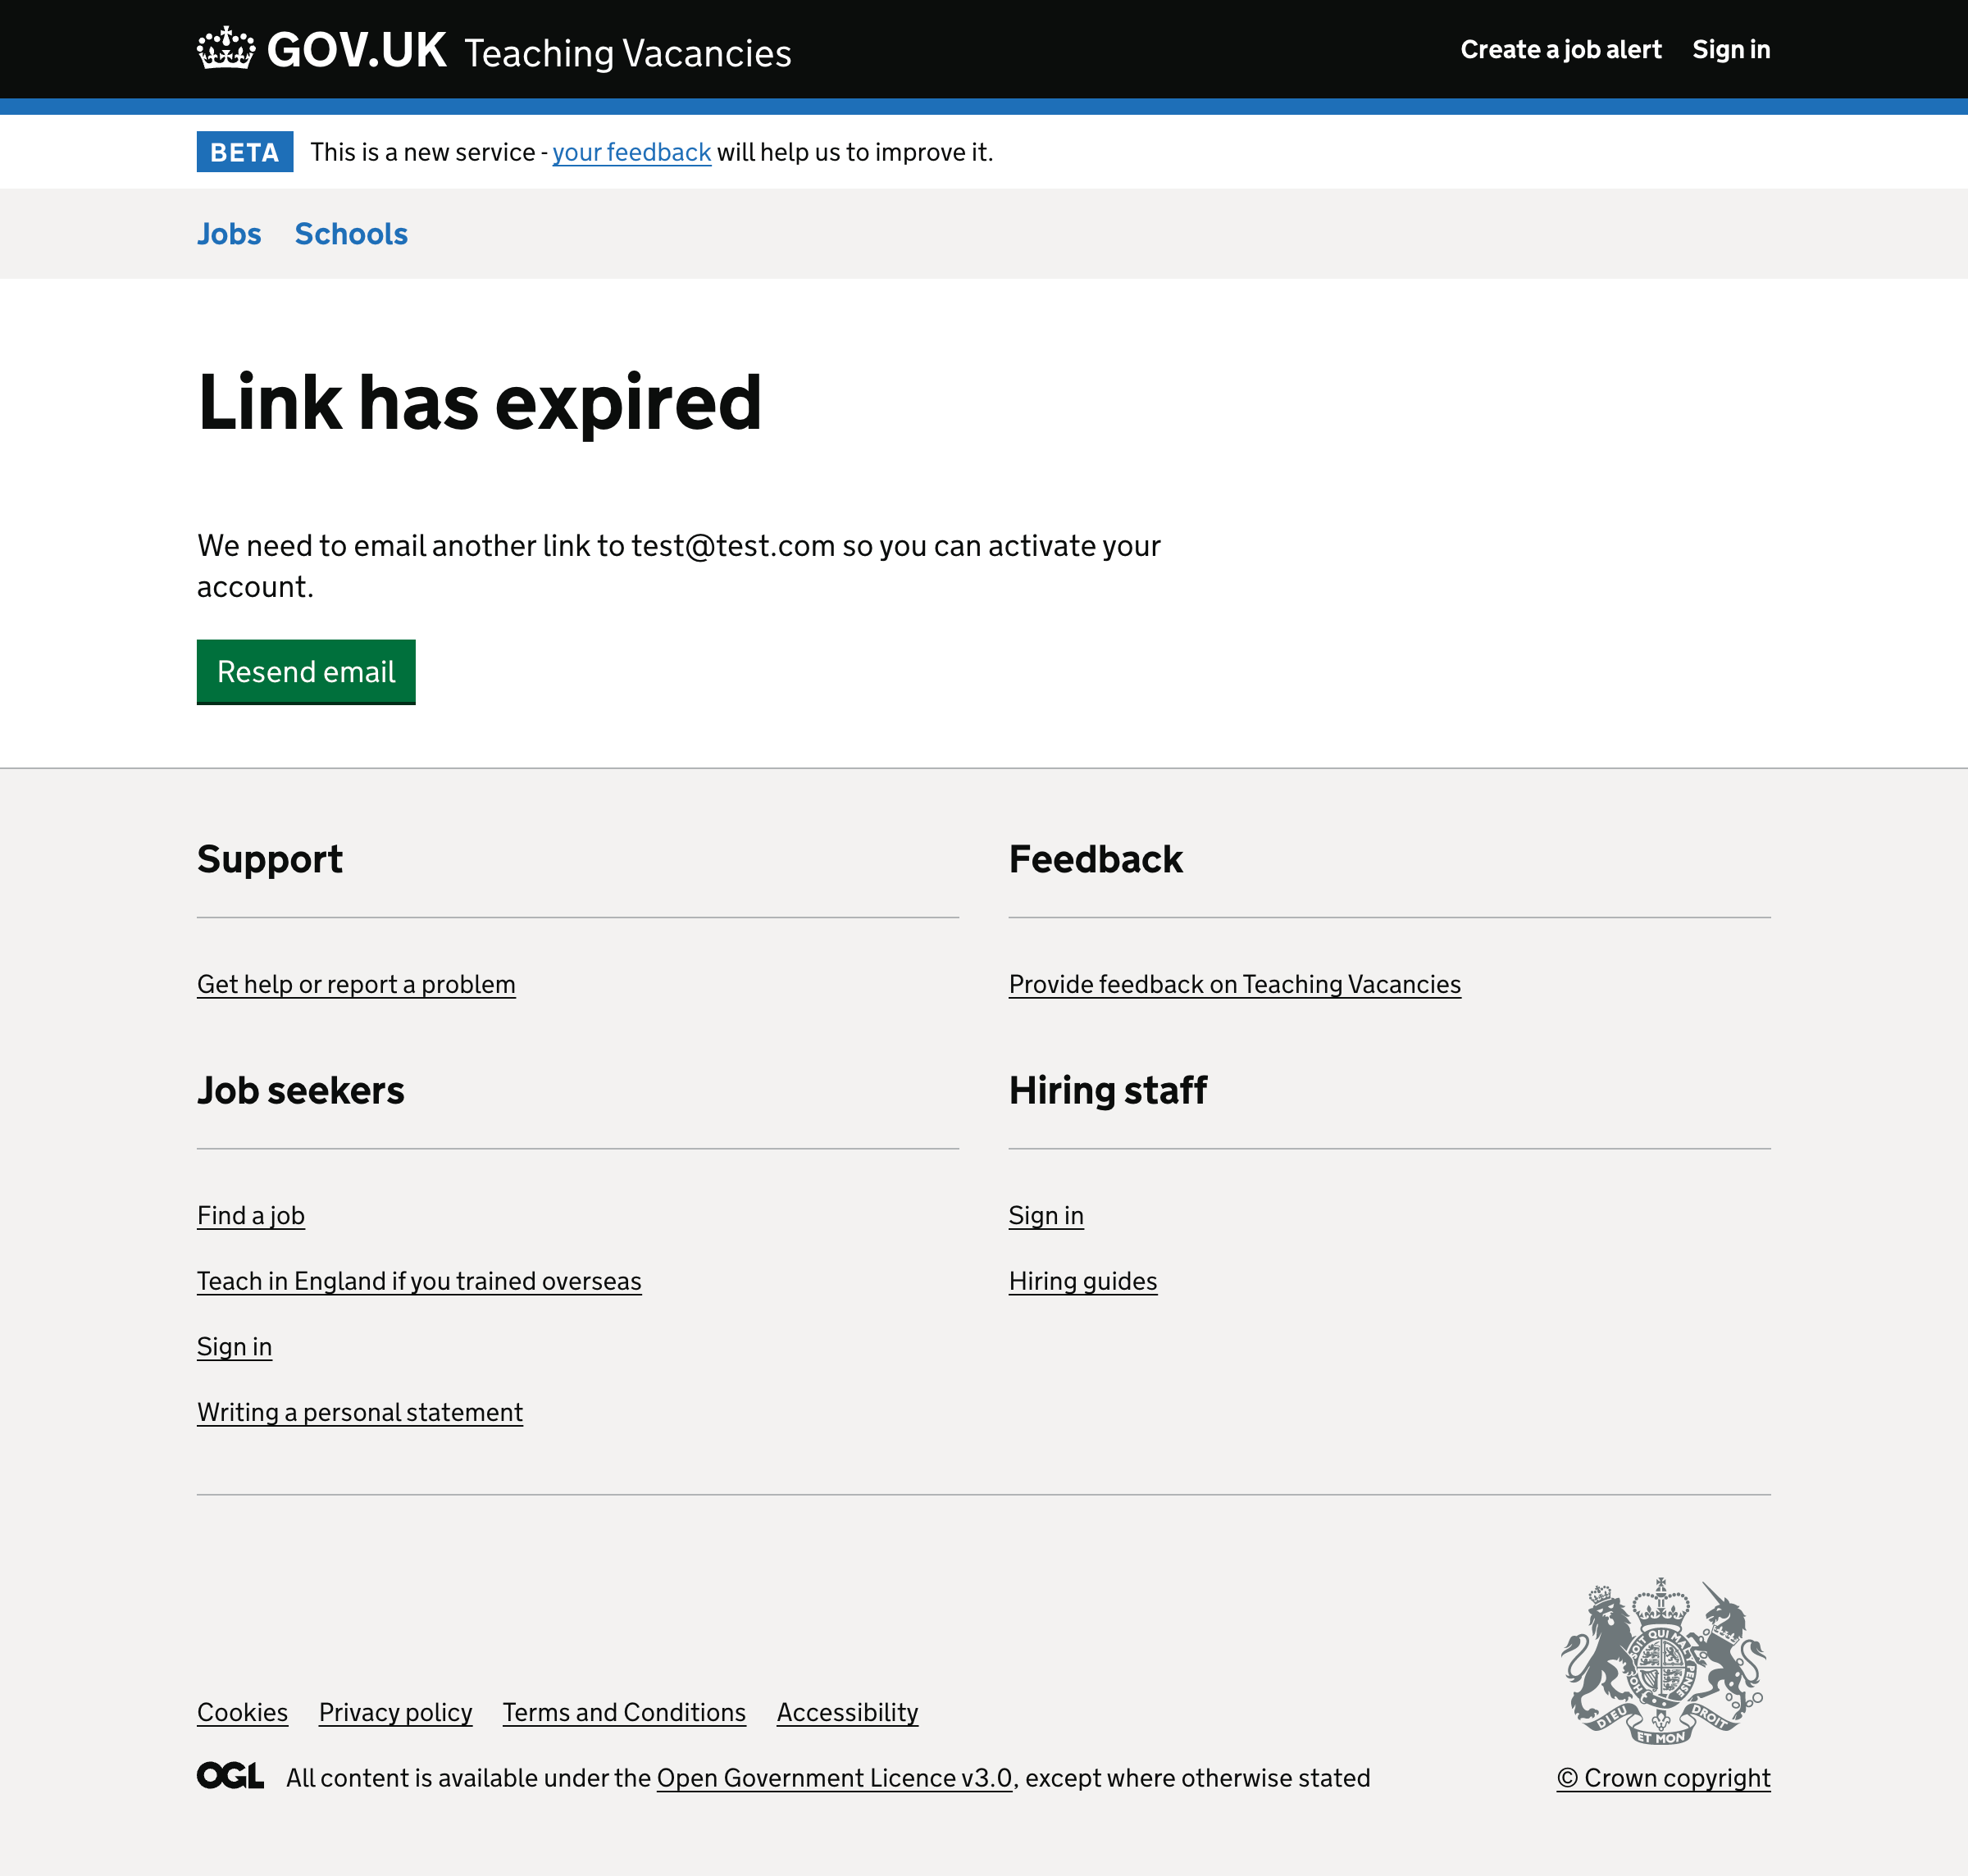 GOV.UK Teaching Vacancies
Create a job alert Sign in
BETA This is a new service - your feedback will help us to improve it.
Jobs Schools
Link has expired
We need to email another link to test@test.com so you can activate your
account.
Resend email
Support
Get help or report a problem
Feedback
Provide feedback on Teaching Vacancies
Job seekers
Find a job
Teach in England if you trained overseas
Sign in
Writing a personal statement
Hiring staff
Sign in
Hiring guides
Cookies Privacy policy Terms and Conditions Accessibility
OGL All content is available under the Open Government Licence v3.0, except where otherwise stated
DIEU ET MON DROIT
© Crown copyright